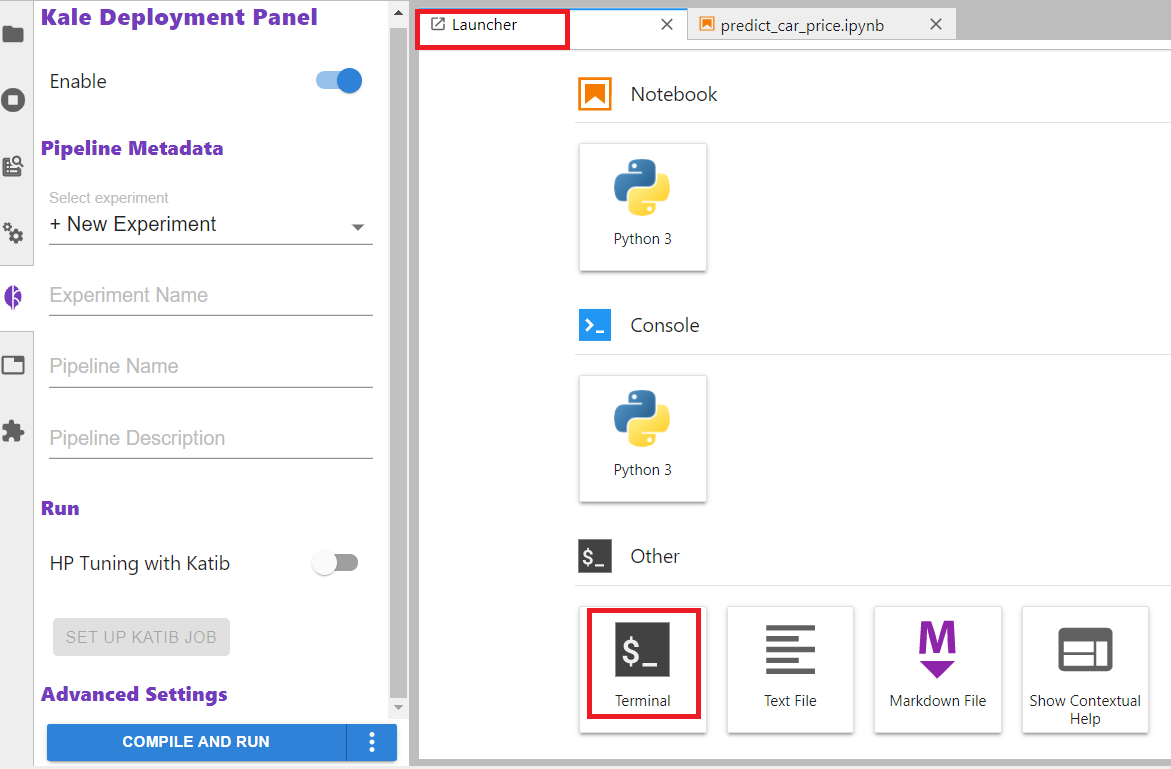 Kale Deployment Panel
Enable
Pipeline Metadata
Select experiment
+ New Experiment
Experiment Name
Pipeline Name
Pipeline Description
Run
HP Tuning with Katib
SET UP KATIB JOB
Advanced Settings
COMPILE AND RUN
Launcher
predict_car_price.ipynb
Notebook
Python 3
>_ Console
Python 3
$_ Other
$_
Terminal
Text File
M
Markdown File
Show Contextual
Help